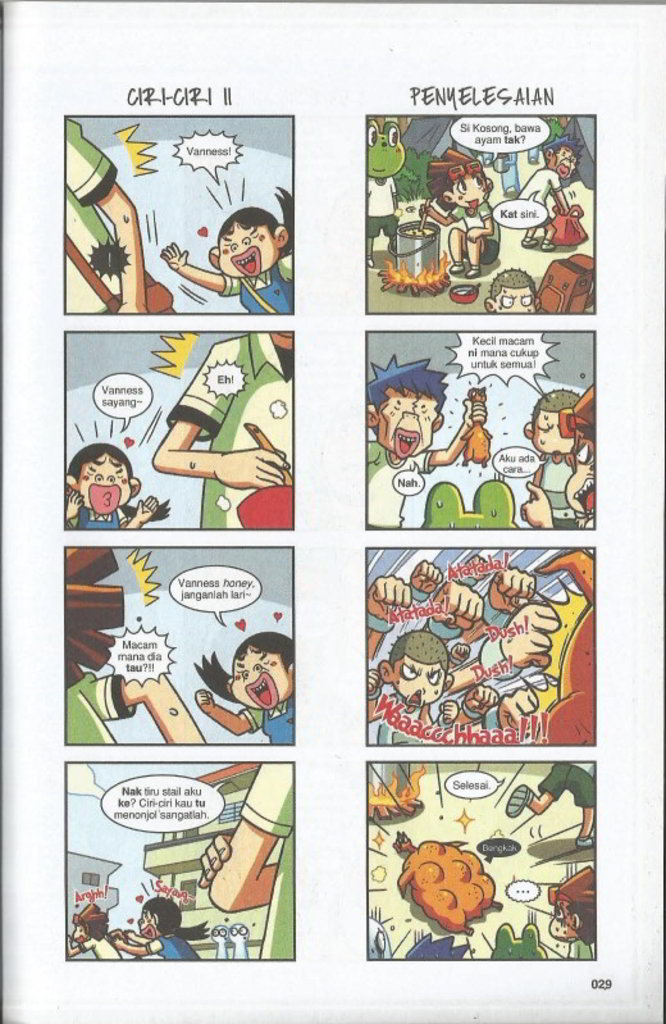 CIRI-CIRI II
Vanness!
!
Vanness
sayang~
Eh!
Vanness honey,
janganlah lari~
Macam
mana dia
tau?!!
Nak tiru stail aku
ke? Ciri-ciri kau tu
menonjol sangatlah.
Arghh!
Sayang~
PENYELESAIAN
Si Kosong, bawa
ayam tak?
Kat sini.
Kecil macam
ni mana cukup
untuk semua!
Nah.
Aku ada
cara...
Atatada!
Atatada!
Dush!
Dush!
Waaaccchhaaa!!!
Selesai.
Bengkak
...
029